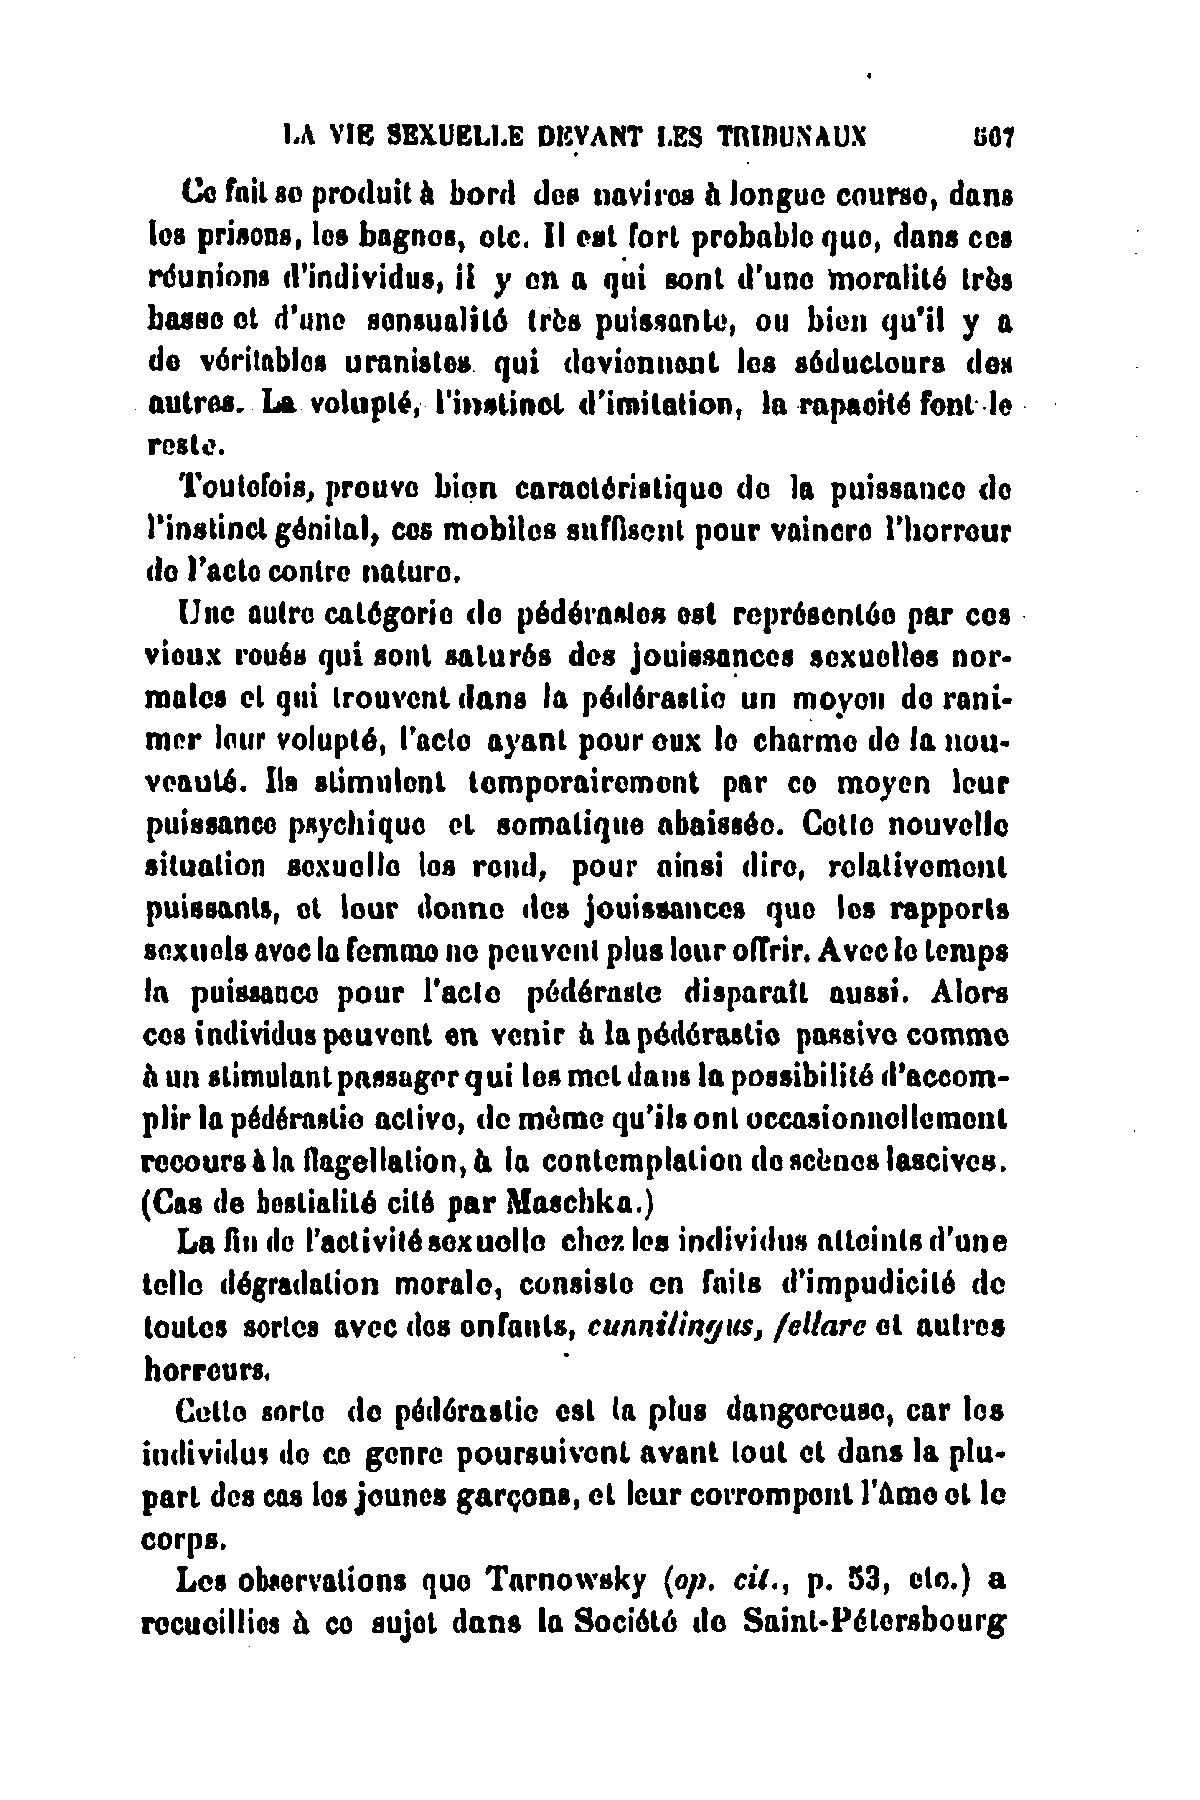 LA VIE SEXUELLE DEVANT LES TRIBUNAUX 507
Ce fait se produit à bord des navires à longue course, dans
les prisons, les bagnes, etc. Il est fort probable que, dans ces
réunions d'individus, il y en a qui sont d'une moralité très
basse et d'une sensualité très puissante, ou bien qu'il y a
de véritables uranistes qui deviennent les séducteurs des
autres. La volupté, l'instinct d'imitation, la rapacité font le
reste.
Toutefois, preuve bien caractéristique de la puissance de
l'instinct génital, ces mobiles suffisent pour vaincre l'horreur
de l'acte contre nature.
Une autre catégorie de pédérastes est représentée par ces
vieux roués qui sont saturés des jouissances sexuelles nor-
males et qui trouvent dans la pédérastie un moyen de rani-
mer leur volupté, l'acte ayant pour eux le charme de la nou-
veauté. Ils stimulent temporairement par ce moyen leur
puissance psychique et somatique abaissée. Cette nouvelle
situation sexuelle les rend, pour ainsi dire, relativement
puissants, et leur donne des jouissances que les rapports
sexuels avec la femme ne peuvent plus leur offrir. Avec le temps
la puissance pour l'acte pédéraste disparaît aussi. Alors
ces individus peuvent en venir à la pédérastie passive comme
à un stimulant passager qui les met dans la possibilité d'accom-
plir la pédérastie active, de même qu'ils ont occasionnellement
recours à la flagellation, à la contemplation de scènes lascives.
(Cas de bestialité cité par Maschka.)
La fin de l'activité sexuelle chez les individus atteints d'une
telle dégradation morale, consiste en faits d'impudicité de
toutes sortes avec des enfants, cunnilingus, fellare et autres
horreurs.
Cette sorte de pédérastie est la plus dangereuse, car les
individus de ce genre poursuivent avant tout et dans la plu-
part des cas les jeunes garçons, et leur corrompent l'âme et le
corps.
Les observations que Tarnowsky (op. cit., p. 53, etc.) a
recueillies à ce sujet dans la Société de Saint-Pétersbourg